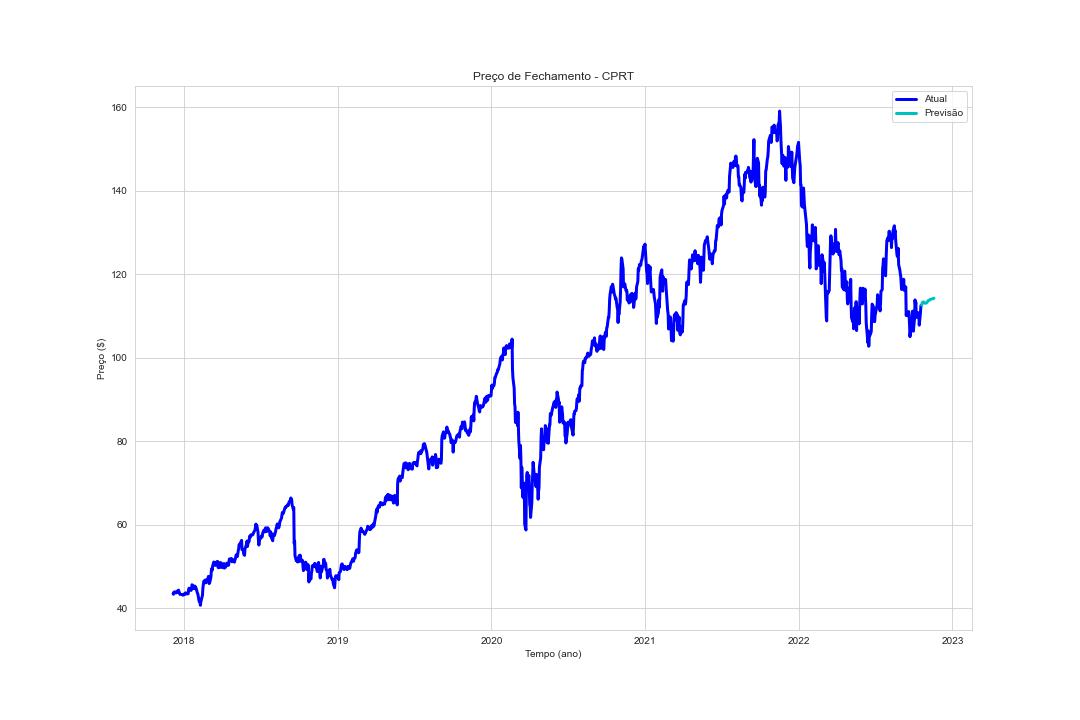 Preço de Fechamento - CPRT
Atual
Previsão
160
140
120
100
80
60
40
Preço ($)
2018
2019
2020
2021
2022
2023
Tempo (ano)